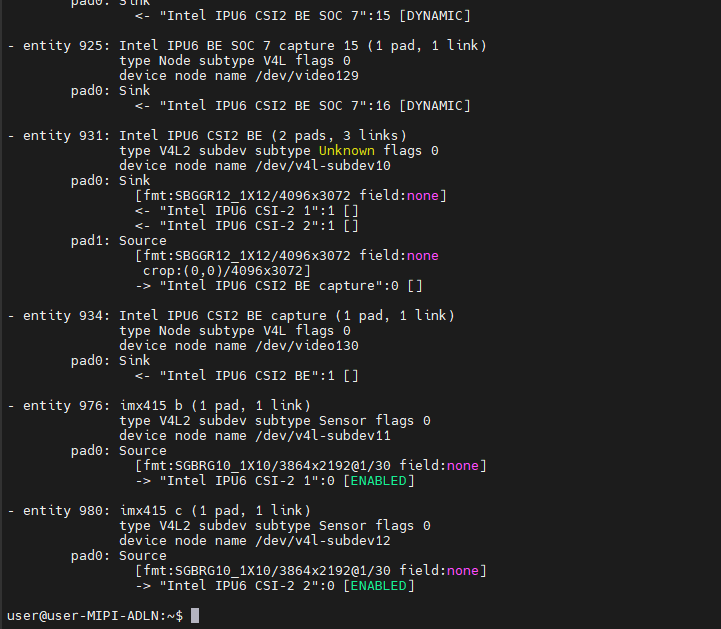 pad0: Sink
<- "Intel IPU6 CSI2 BE SOC 7":15 [DYNAMIC]
- entity 925: Intel IPU6 BE SOC 7 capture 15 (1 pad, 1 link)
type Node subtype V4L flags 0
device node name /dev/video129
pad0: Sink
<- "Intel IPU6 CSI2 BE SOC 7":16 [DYNAMIC]
- entity 931: Intel IPU6 CSI2 BE (2 pads, 3 links)
type V4L2 subdev subtype Unknown flags 0
device node name /dev/v4l-subdev10
pad0: Sink
[fmt:SBGGR12_1X12/4096x3072 field:none]
<- "Intel IPU6 CSI-2 1":1 []
<- "Intel IPU6 CSI-2 2":1 []
pad1: Source
[fmt:SBGGR12_1X12/4096x3072 field:none
crop:(0,0)/4096x3072]
-> "Intel IPU6 CSI2 BE capture":0 []
- entity 934: Intel IPU6 CSI2 BE capture (1 pad, 1 link)
type Node subtype V4L flags 0
device node name /dev/video130
pad0: Sink
<- "Intel IPU6 CSI2 BE":1 []
- entity 976: imx415 b (1 pad, 1 link)
type V4L2 subdev subtype Sensor flags 0
device node name /dev/v4l-subdev11
pad0: Source
[fmt:SGBRG10_1X10/3864x2192@1/30 field:none]
-> "Intel IPU6 CSI-2 1":0 [ENABLED]
- entity 980: imx415 c (1 pad, 1 link)
type V4L2 subdev subtype Sensor flags 0
device node name /dev/v4l-subdev12
pad0: Source
[fmt:SGBRG10_1X10/3864x2192@1/30 field:none]
-> "Intel IPU6 CSI-2 2":0 [ENABLED]
user@user-MIPI-ADLN:~$